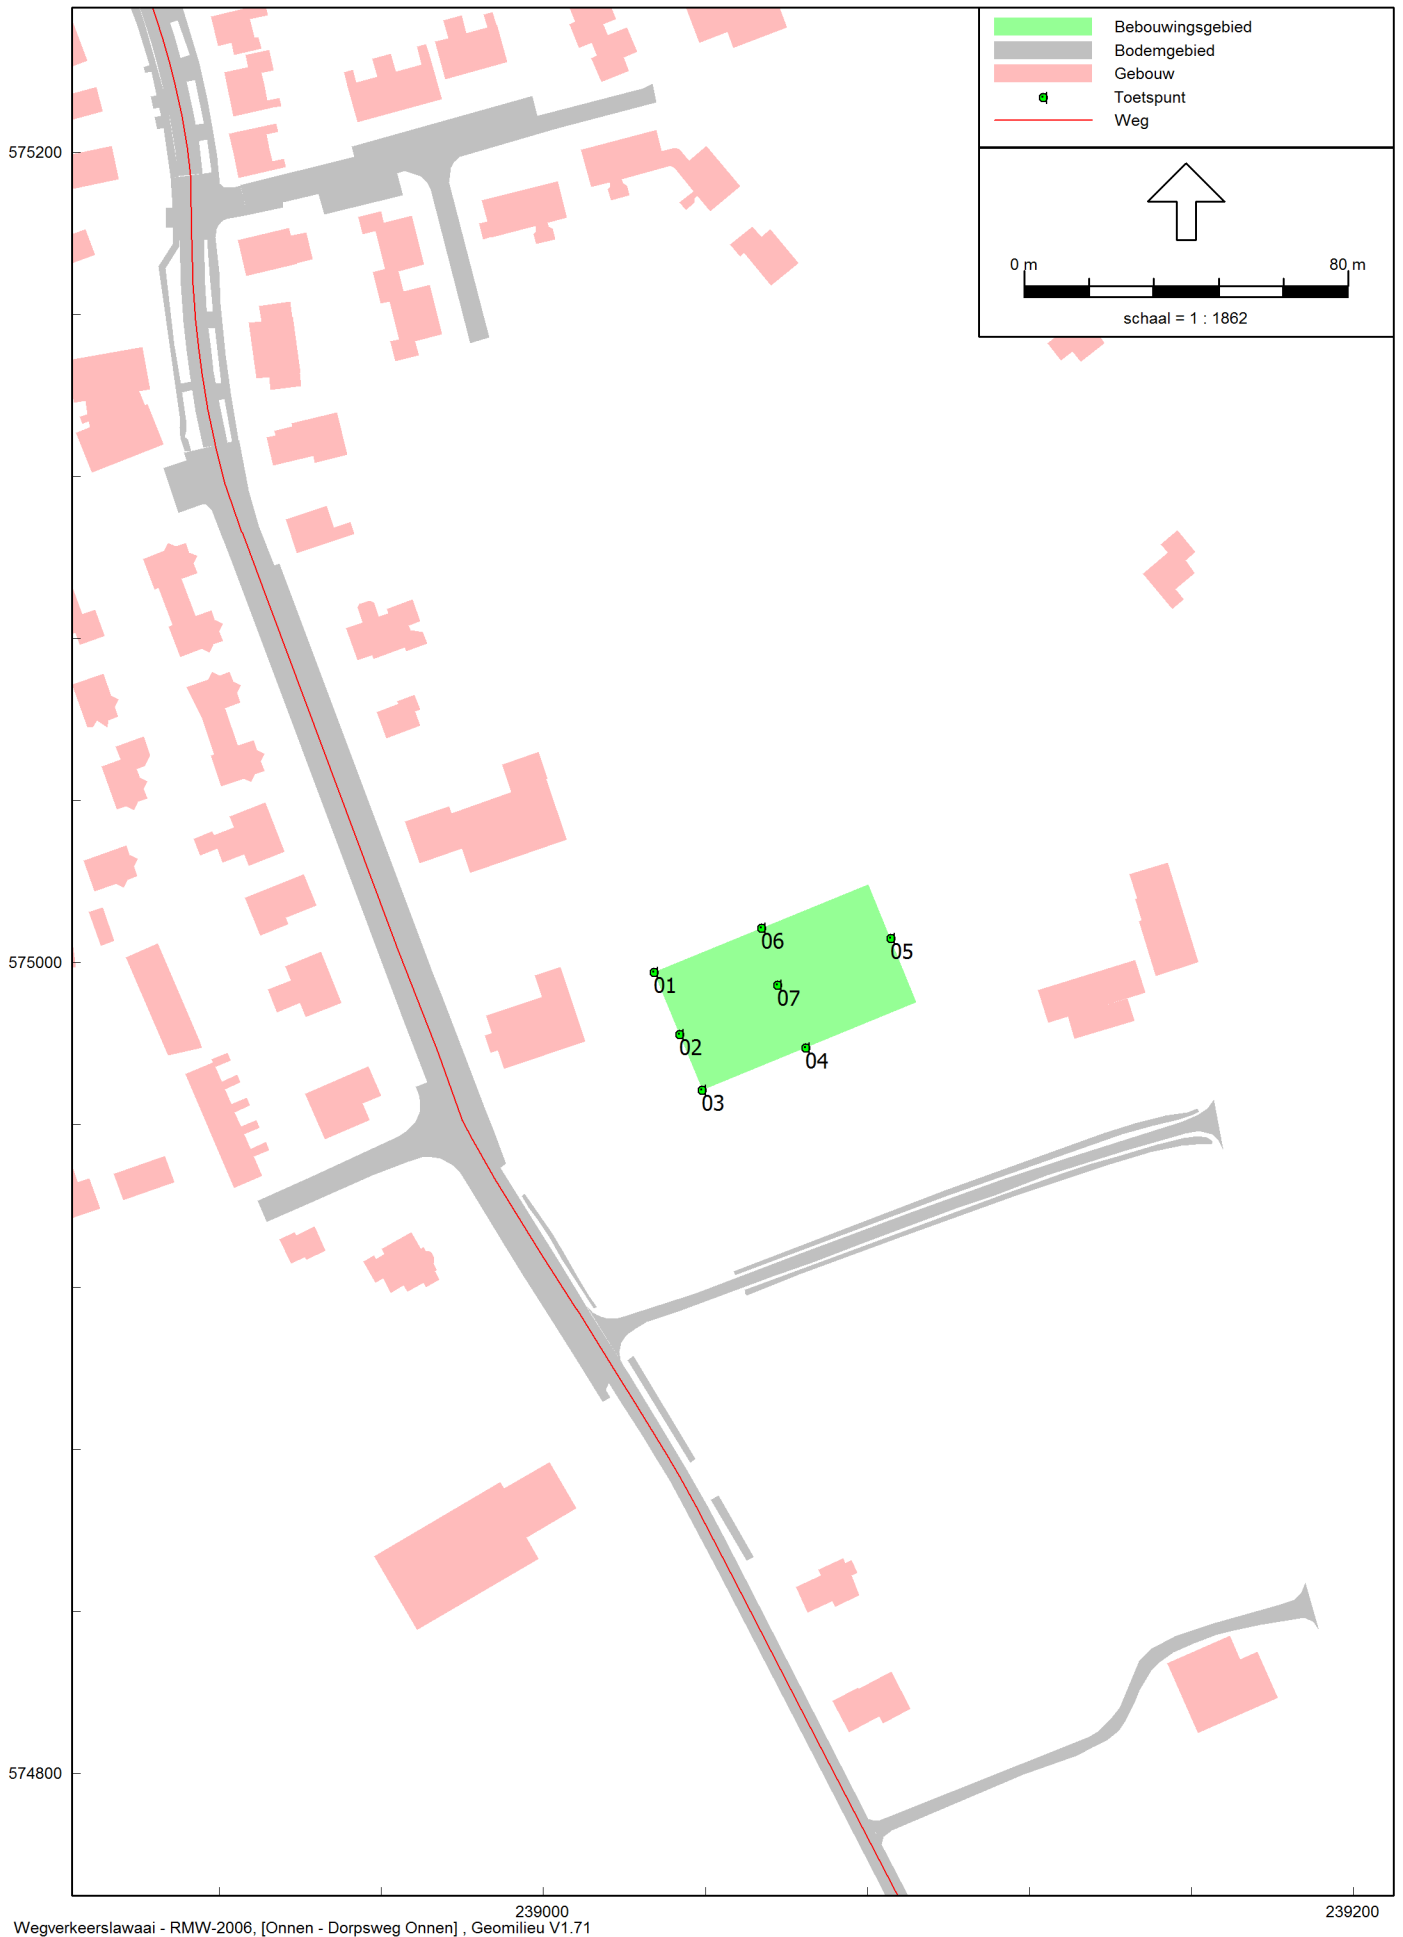 Bebouwingsgebied
Bodemgebied
Gebouw
Toetspunt
Weg
0 m 80 m
schaal = 1 : 1862
575200
575000
574800
06
05
01
07
02
04
03
239000 239200
Wegverkeerslawaai - RMW-2006, [Onnen - Dorpsweg Onnen] , Geomilieu V1.71